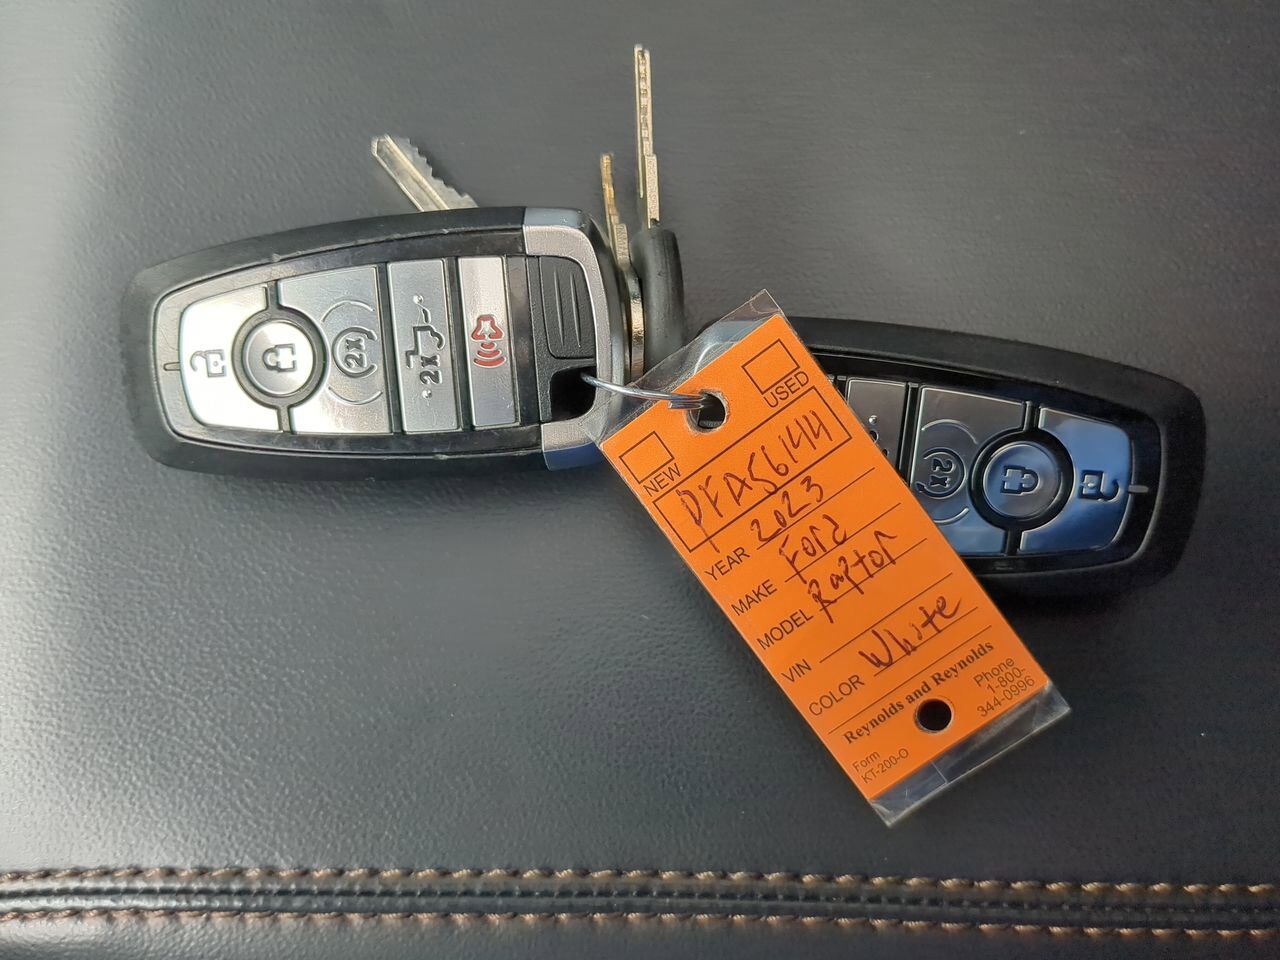 (2x)
2x
USED
NEW
PFA56144
YEAR 2023
MAKE Ford
MODEL Raptor
VIN
COLOR White
Reynolds and Reynolds
Phone
1-800-
344-0996
Form
KT-200-O
2x